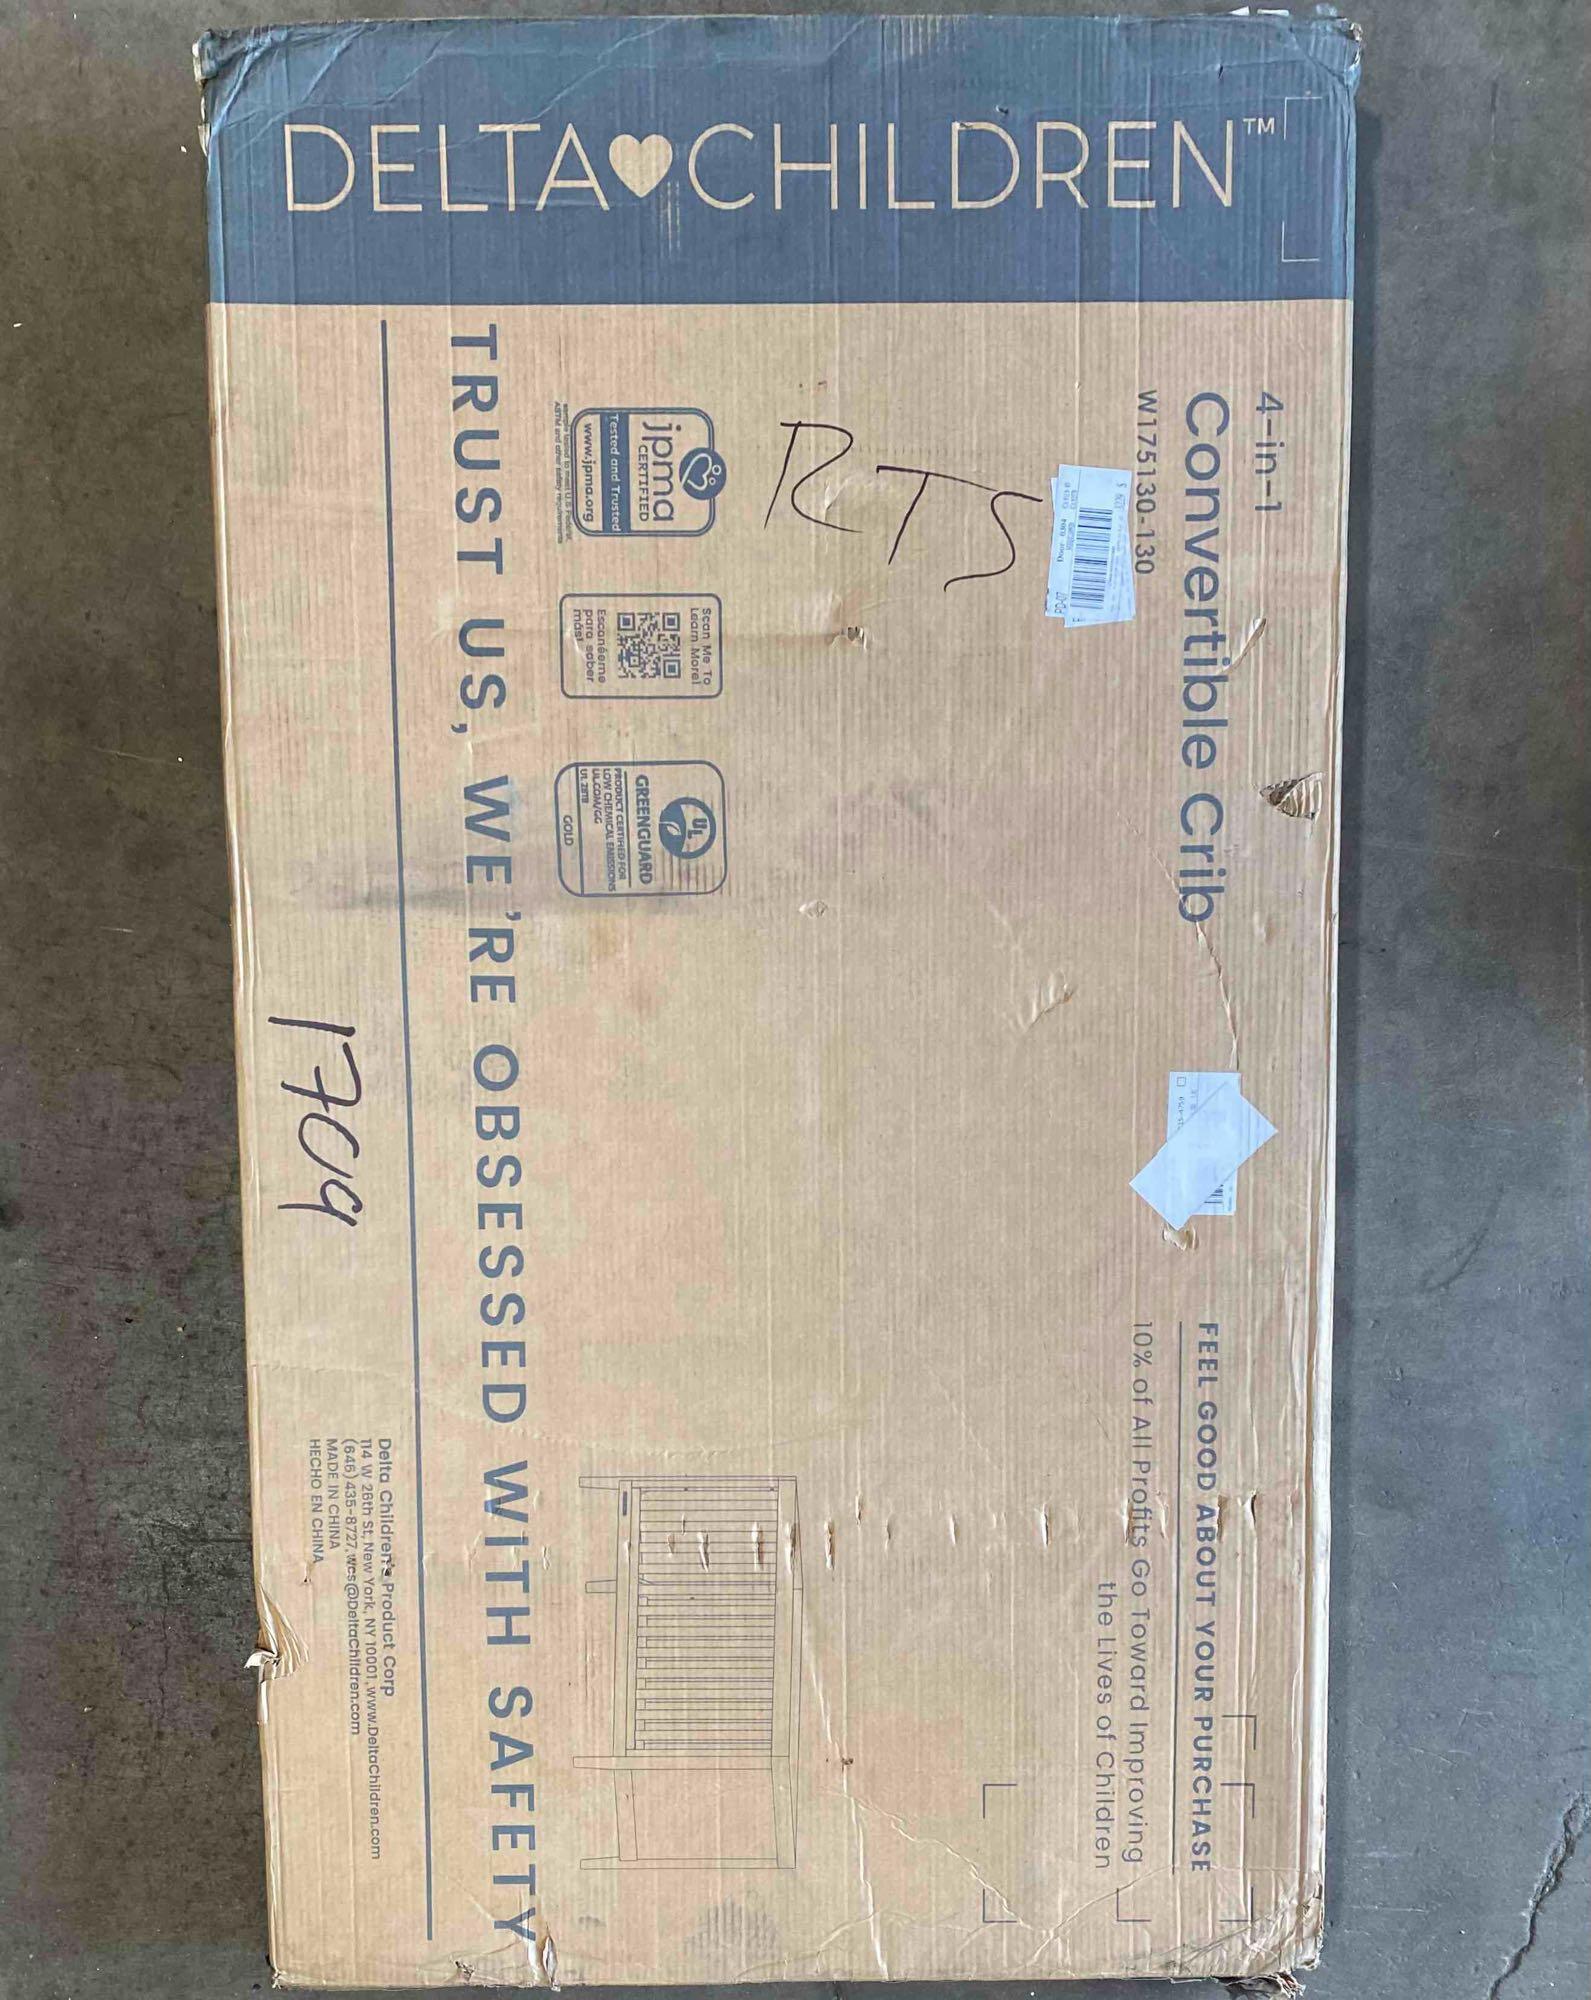 DELTA CHILDREN™
4-in-1
Convertible Crib
W175130-130
RTS
jpma
CERTIFIED
Tested and Trusted
www.jpma.org
Scan Me To
Learn More!
Escanéeme
para saber
más!
UL
GREENGUARD
PRODUCT CERTIFIED FOR
LOW CHEMICAL EMISSIONS
UL.COM/GG
UL 2818
GOLD
TRUST US, WE'RE OBSESSED WITH SAFETY
1709
FEEL GOOD ABOUT YOUR PURCHASE
10% of All Profits Go Toward Improving
the Lives of Children
Delta Children's Product Corp
114 W 26th St, New York, NY 10001, www.DeltaChildren.com
(646) 435-8727, wcs@DeltaChildren.com
MADE IN CHINA
HECHO EN CHINA